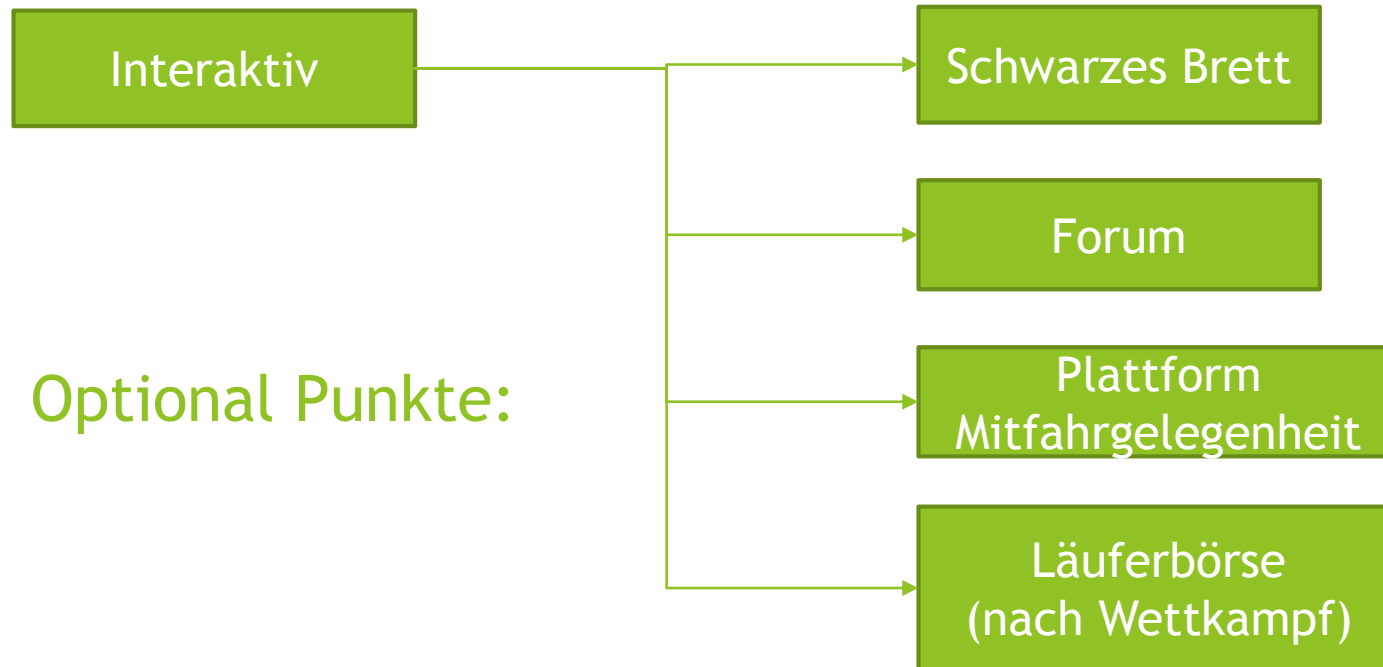 Interaktiv
Schwarzes Brett
Forum
Optional Punkte:
Plattform
Mitfahrgelegenheit
Läuferbörse
(nach Wettkampf)